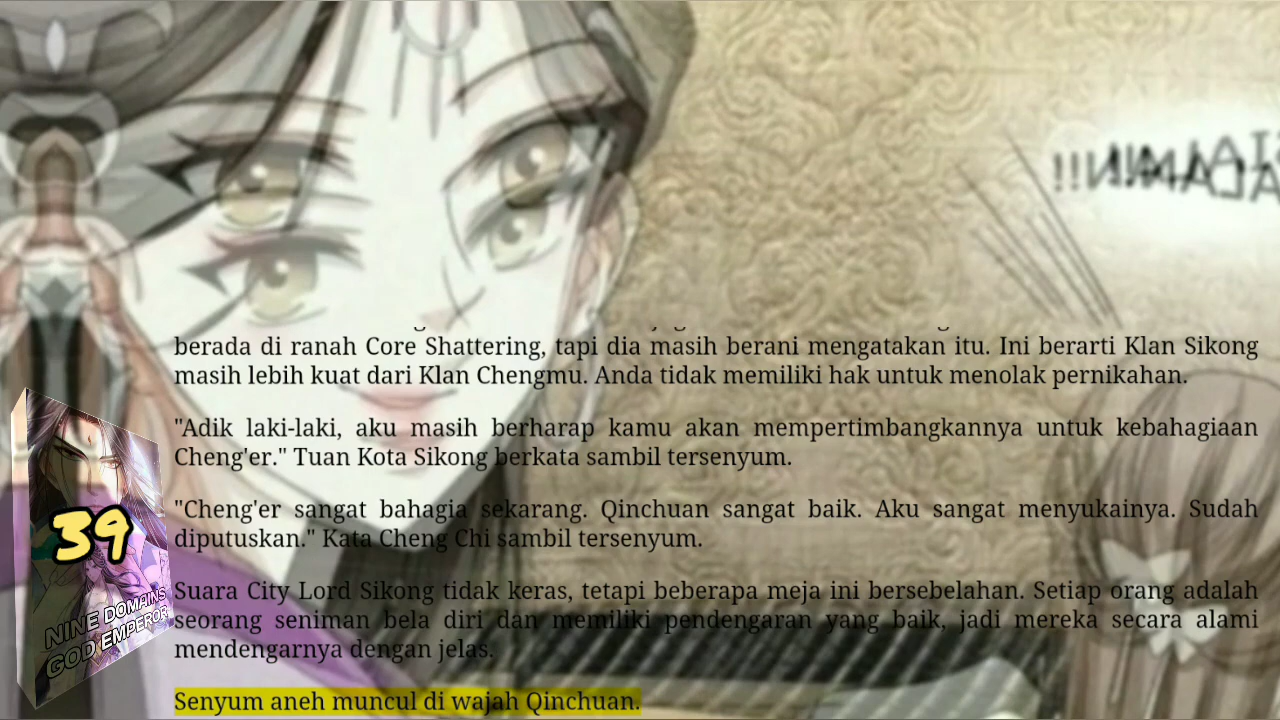 berada di ranah Core Shattering, tapi dia masih berani mengatakan itu. Ini berarti Klan Sikong
masih lebih kuat dari Klan Chengmu. Anda tidak memiliki hak untuk menolak pernikahan.
"Adik laki-laki, aku masih berharap kamu akan mempertimbangkannya untuk kebahagiaan
Cheng'er." Tuan Kota Sikong berkata sambil tersenyum.
"Cheng'er sangat bahagia sekarang. Qinchuan sangat baik. Aku sangat menyukainya. Sudah
diputuskan." Kata Cheng Chi sambil tersenyum.
Suara City Lord Sikong tidak keras, tetapi beberapa meja ini bersebelahan. Setiap orang adalah
seorang seniman bela diri dan memiliki pendengaran yang baik, jadi mereka secara alami
mendengarnya dengan jelas.
Senyum aneh muncul di wajah Qinchuan.
39
NINE DOMAINS
GOD EMPEROR